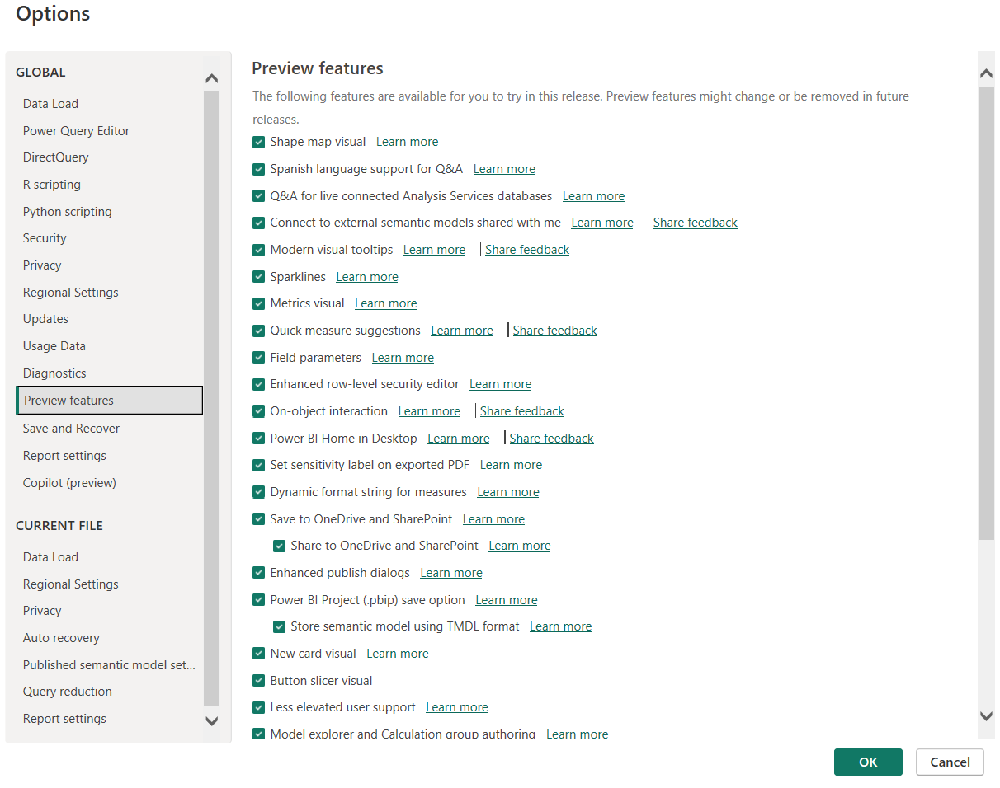 Options
GLOBAL
Data Load
Power Query Editor
DirectQuery
R scripting
Python scripting
Security
Privacy
Regional Settings
Updates
Usage Data
Diagnostics
Preview features
Save and Recover
Report settings
Copilot (preview)
CURRENT FILE
Data Load
Regional Settings
Privacy
Auto recovery
Published semantic model set...
Query reduction
Report settings
Preview features
The following features are available for you to try in this release. Preview features might change or be removed in future
releases.
Shape map visual Learn more
Spanish language support for Q&A Learn more
Q&A for live connected Analysis Services databases Learn more
Connect to external semantic models shared with me Learn more | Share feedback
Modern visual tooltips Learn more | Share feedback
Sparklines Learn more
Metrics visual Learn more
Quick measure suggestions Learn more | Share feedback
Field parameters Learn more
Enhanced row-level security editor Learn more
On-object interaction Learn more | Share feedback
Power BI Home in Desktop Learn more | Share feedback
Set sensitivity label on exported PDF Learn more
Dynamic format string for measures Learn more
Save to OneDrive and SharePoint Learn more
Share to OneDrive and SharePoint Learn more
Enhanced publish dialogs Learn more
Power BI Project (.pbip) save option Learn more
Store semantic model using TMDL format Learn more
New card visual Learn more
Button slicer visual
Less elevated user support Learn more
Model explorer and Calculation group authoring Learn more
OK Cancel